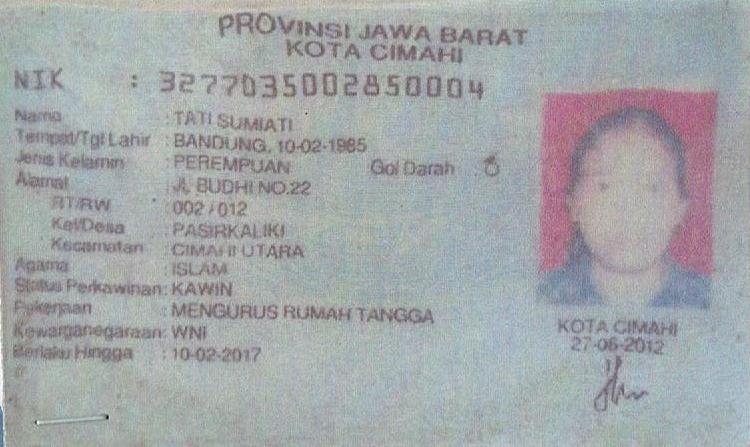 PROVINSI JAWA BARAT
KOTA CIMAHI
NIK : 3277035002850004
Nama : TATI SUMIATI
Tempat/Tgl Lahir : BANDUNG, 10-02-1985
Jenis Kelamin : PEREMPUAN Gol Darah :
Alamat : JL BUDHI NO.22
RT/RW : 002 / 012
Kel/Desa : PASIRKALIKI
Kecamatan : CIMAHI UTARA
Agama : ISLAM
Status Perkawinan: KAWIN
Pekerjaan : MENGURUS RUMAH TANGGA
Kewarganegaraan: WNI
Berlaku Hingga : 10-02-2017
KOTA CIMAHI
27-06-2012